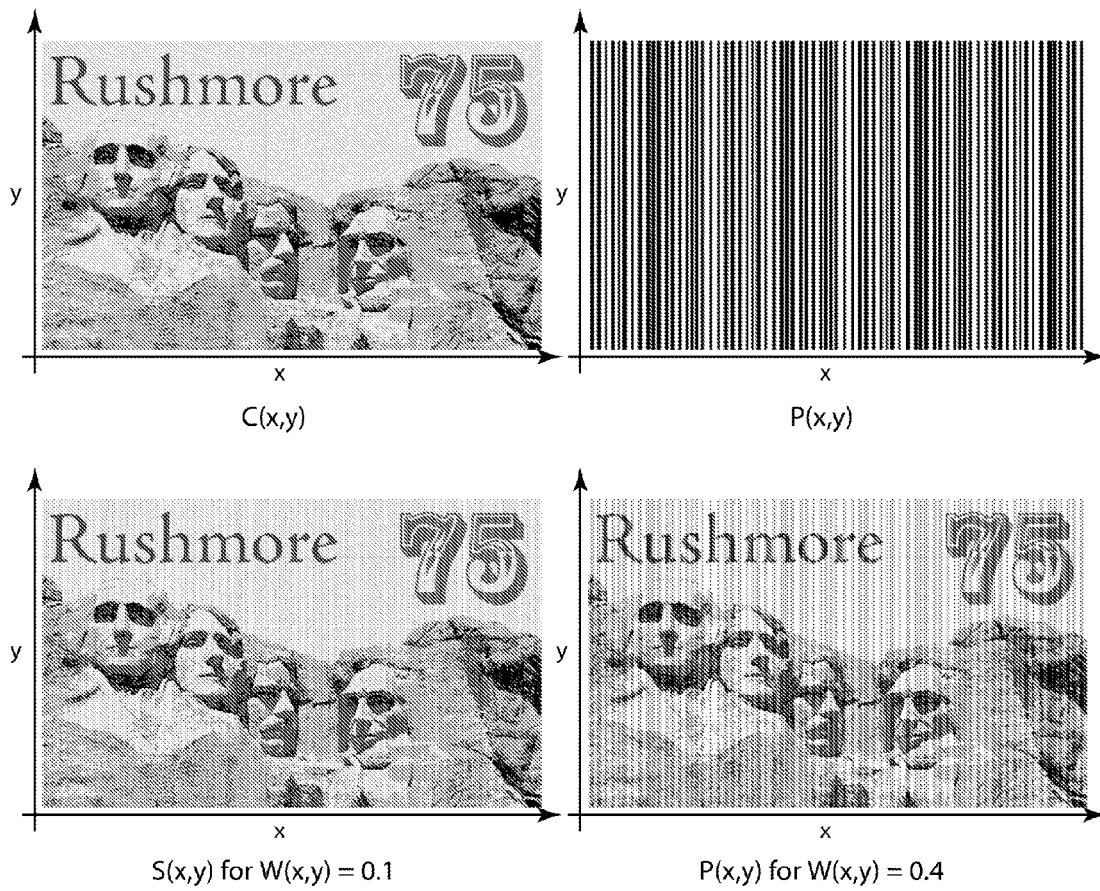 Rushmore 75
y
x
C(x,y)
y
x
P(x,y)
Rushmore 75
y
x
S(x,y) for W(x,y) = 0.1
Rushmore 75
y
x
P(x,y) for W(x,y) = 0.4